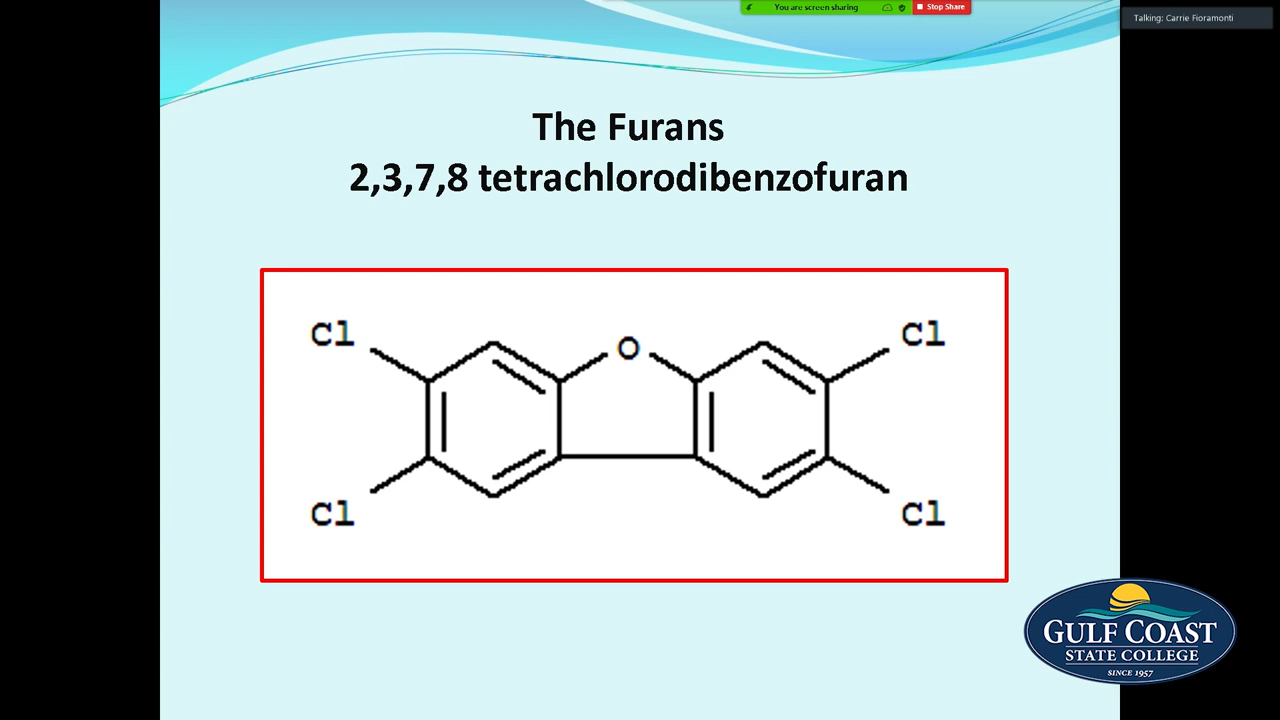 You are screen sharing
Stop Share
Talking: Carrie Fioramonti
The Furans
2,3,7,8 tetrachlorodibenzofuran
Cl
O
Cl
Cl
Cl
GULF COAST
STATE COLLEGE
SINCE 1957